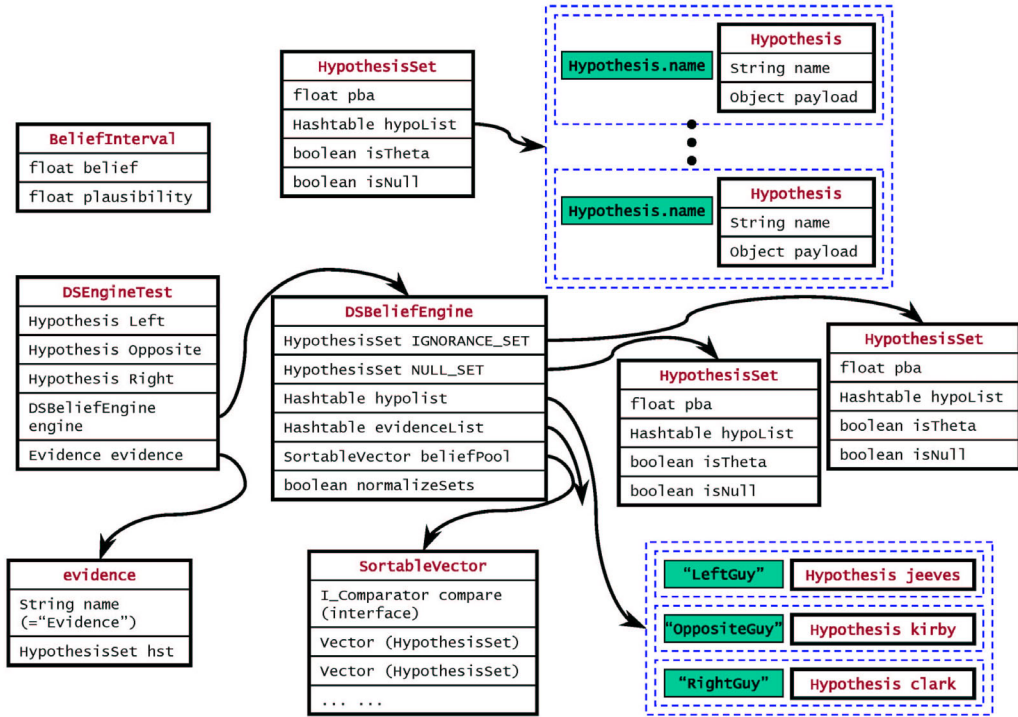 HypothesisSet
float pba
Hashtable hypoList
boolean isTheta
boolean isNull
Hypothesis.name
Hypothesis
String name
Object payload
Hypothesis.name
Hypothesis
String name
Object payload
BeliefInterval
float belief
float plausibility
DSEngineTest
Hypothesis Left
Hypothesis Opposite
Hypothesis Right
DSBeliefEngine
engine
Evidence evidence
DSBeliefEngine
HypothesisSet IGNORANCE_SET
HypothesisSet NULL_SET
Hashtable hypolist
Hashtable evidenceList
SortableVector beliefPool
boolean normalizeSets
HypothesisSet
float pba
Hashtable hypoList
boolean isTheta
boolean isNull
HypothesisSet
float pba
Hashtable hypoList
boolean isTheta
boolean isNull
evidence
String name
(=“Evidence”)
HypothesisSet hst
SortableVector
I_Comparator compare
(interface)
Vector (HypothesisSet)
Vector (HypothesisSet)
... ...
“LeftGuy”
Hypothesis jeeves
“OppositeGuy”
Hypothesis kirby
“RightGuy”
Hypothesis clark